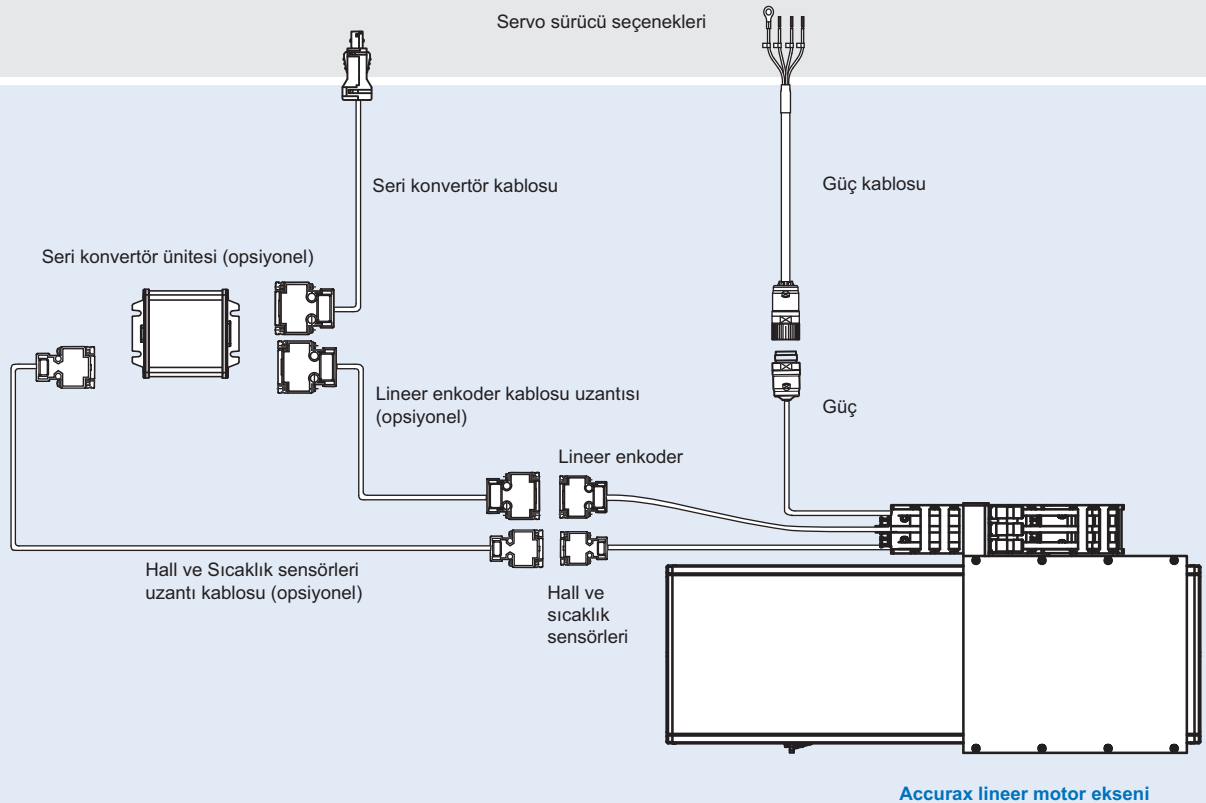 Servo sürücü seçenekleri
Seri konvertör kablosu
Güç kablosu
Seri konvertör ünitesi (opsiyonel)
Lineer enkoder kablosu uzantısı
(opsiyonel)
Güç
Lineer enkoder
Hall ve Sıcaklık sensörleri
uzantı kablosu (opsiyonel)
Hall ve
sıcaklık
sensörleri
Accurax lineer motor ekseni